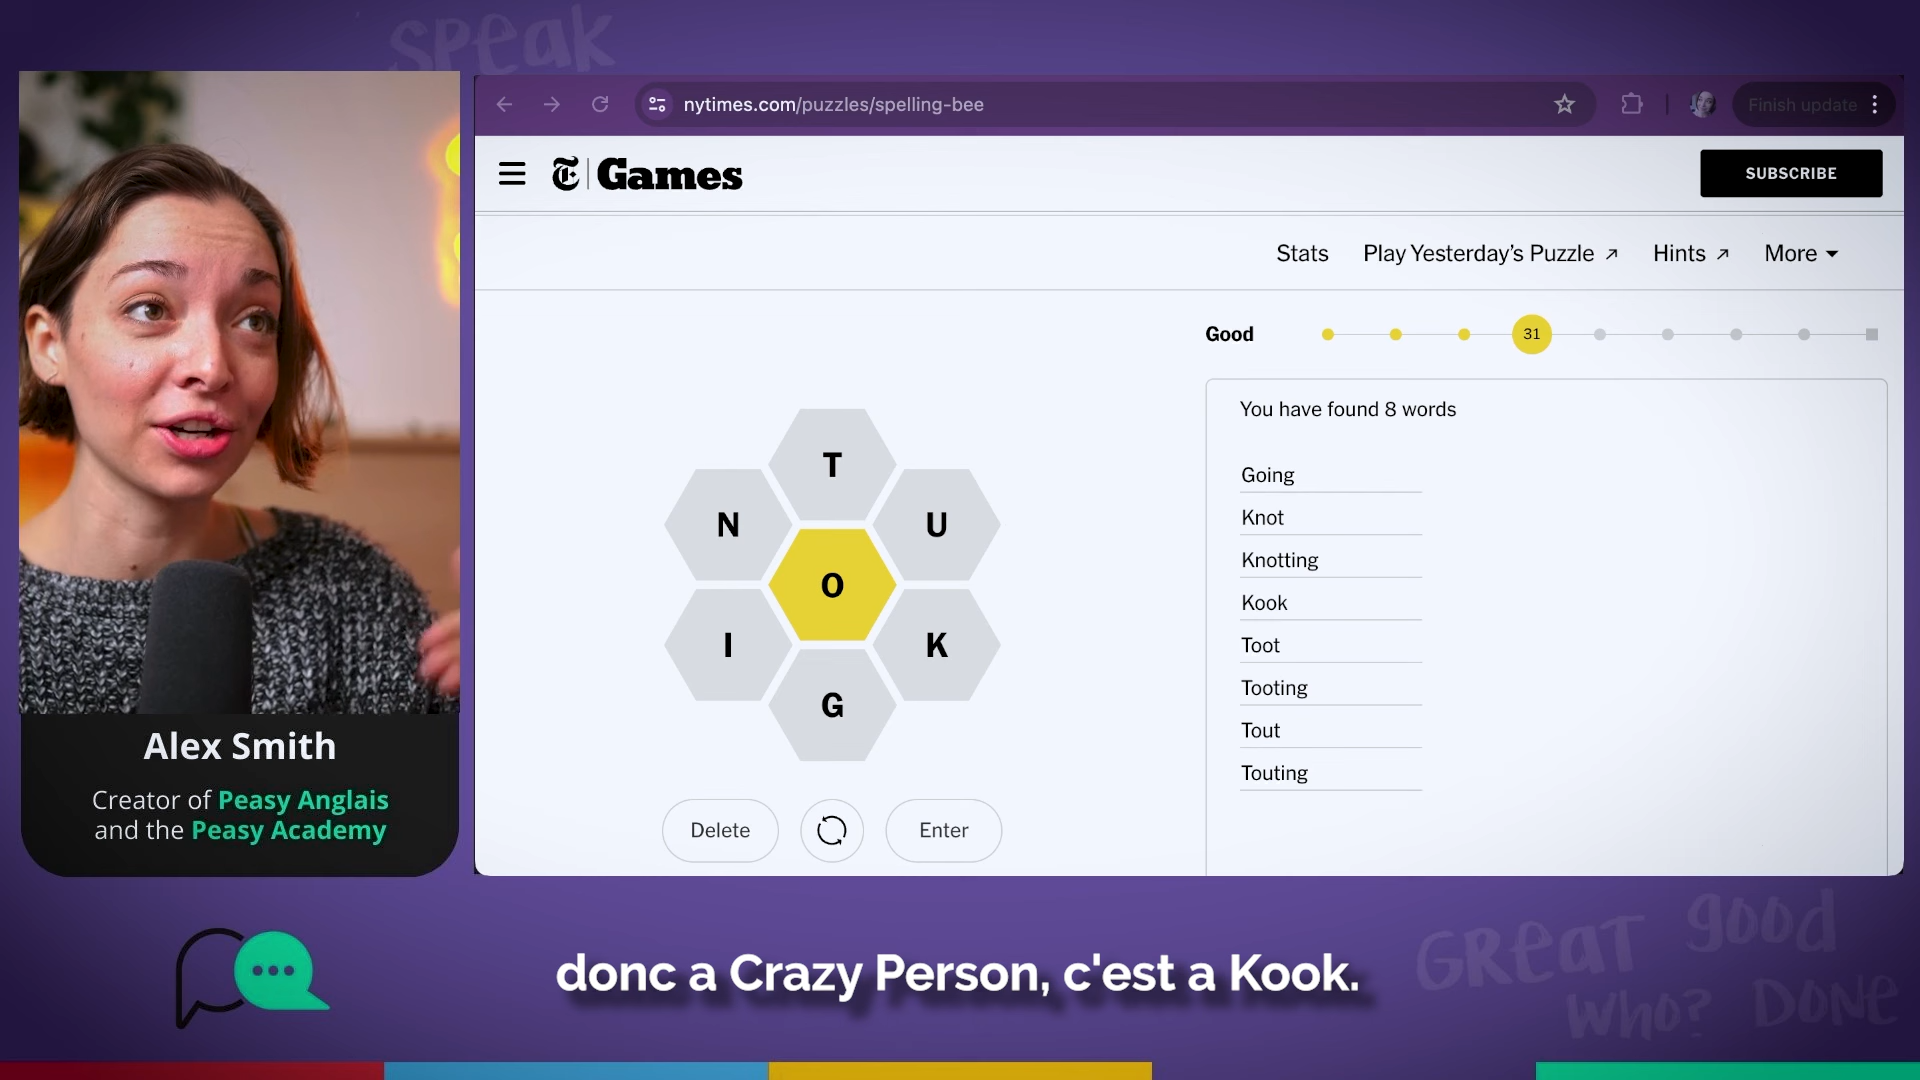 SPEAK
nytimes.com/puzzles/spelling-bee
Finish update
T Games
SUBSCRIBE
Stats
Play Yesterday's Puzzle
Hints
More
Good
31
You have found 8 words
Going
Knot
Knotting
Kook
Toot
Tooting
Tout
Touting
T
N
U
O
I
K
G
Delete
Enter
Alex Smith
Creator of Peasy Anglais
and the Peasy Academy
donc a Crazy Person, c'est a Kook.
GREAT good
WHO? DONE